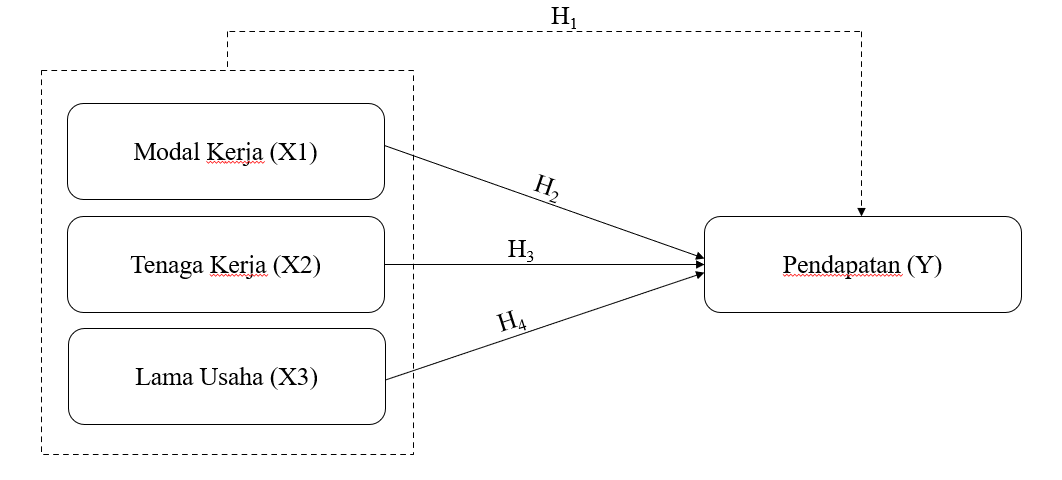 H₁
Modal Kerja (X1)
H₂
Tenaga Kerja (X2)
H₃
Pendapatan (Y)
H₄
Lama Usaha (X3)